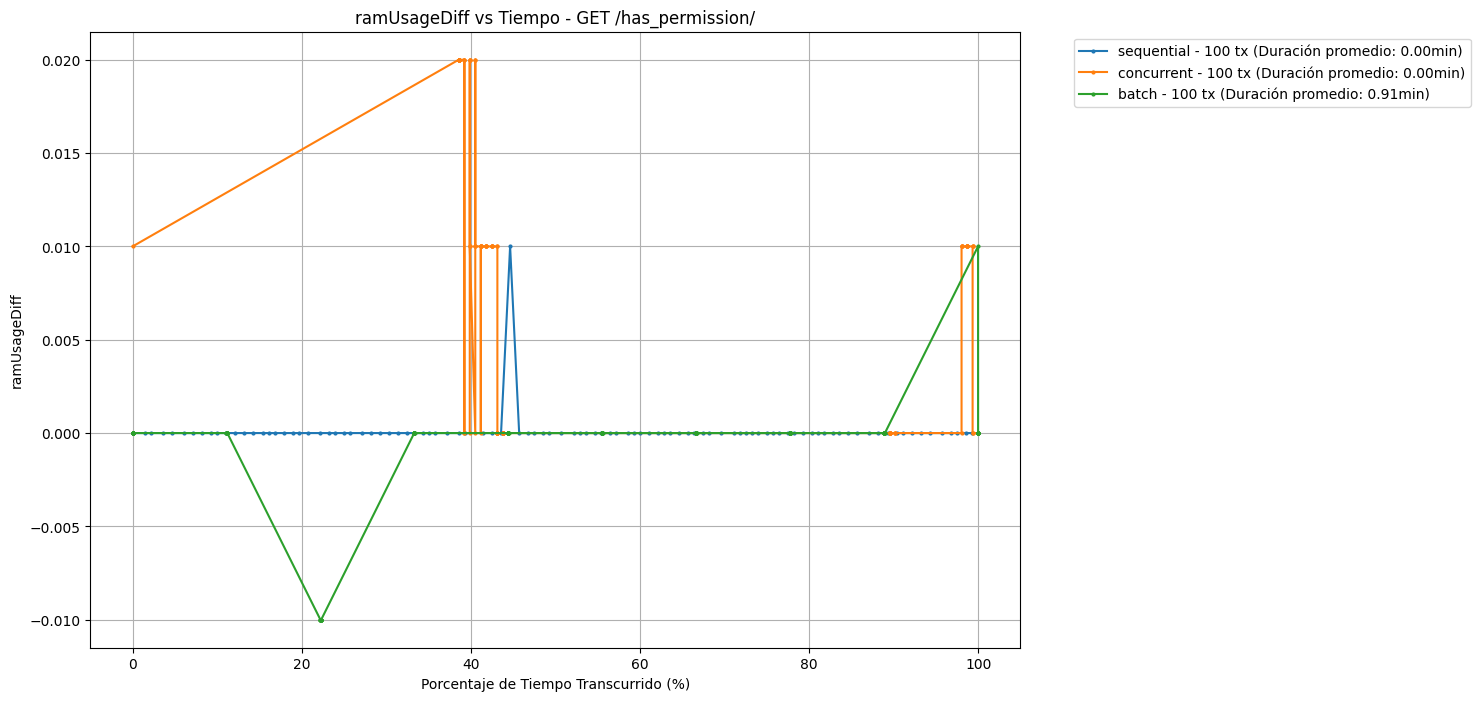 ramUsageDiff vs Tiempo - GET /has_permission/
sequential - 100 tx (Duración promedio: 0.00min)
concurrent - 100 tx (Duración promedio: 0.00min)
batch - 100 tx (Duración promedio: 0.91min)
ramUsageDiff
0.020
0.015
0.010
0.005
0.000
−0.005
−0.010
0 20 40 60 80 100
Porcentaje de Tiempo Transcurrido (%)